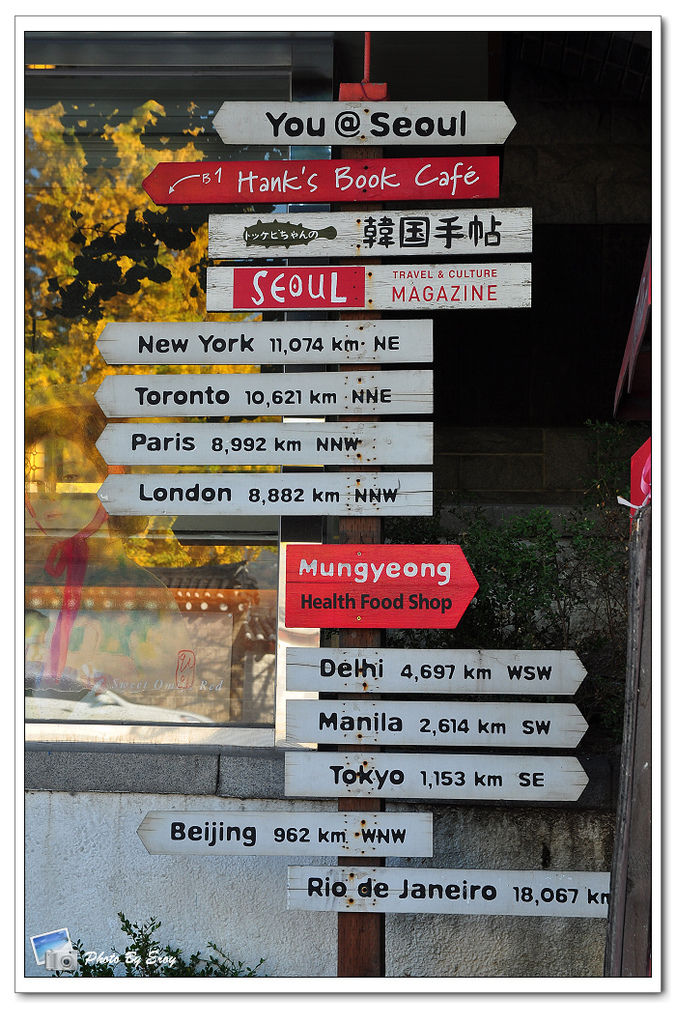 You @ Seoul
B1 Hank's Book Café
トッケビちゃんの 韓国手帖
SEOUL TRAVEL & CULTURE MAGAZINE
New York 11,074 km NE
Toronto 10,621 km NNE
Paris 8,992 km NNW
London 8,882 km NNW
Mungyeong
Health Food Shop
Delhi 4,697 km WSW
Manila 2,614 km SW
Tokyo 1,153 km SE
Beijing 962 km WNW
Rio de Janeiro 18,067 km
Sweet Red
Photo By Eroy